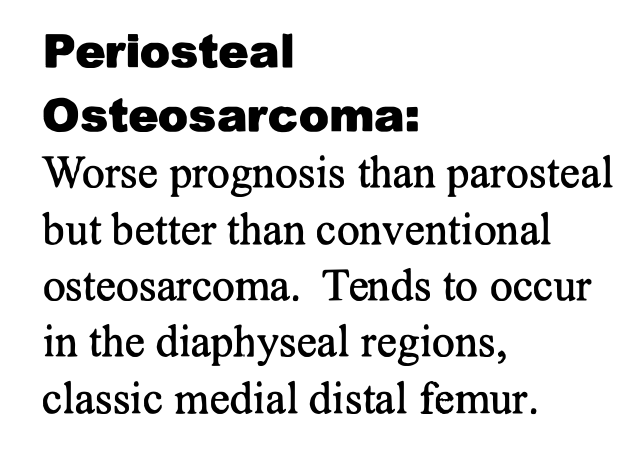 Periosteal
Osteosarcoma:
Worse prognosis than parosteal
but better than conventional
osteosarcoma.  Tends to occur
in the diaphyseal regions,
classic medial distal femur.